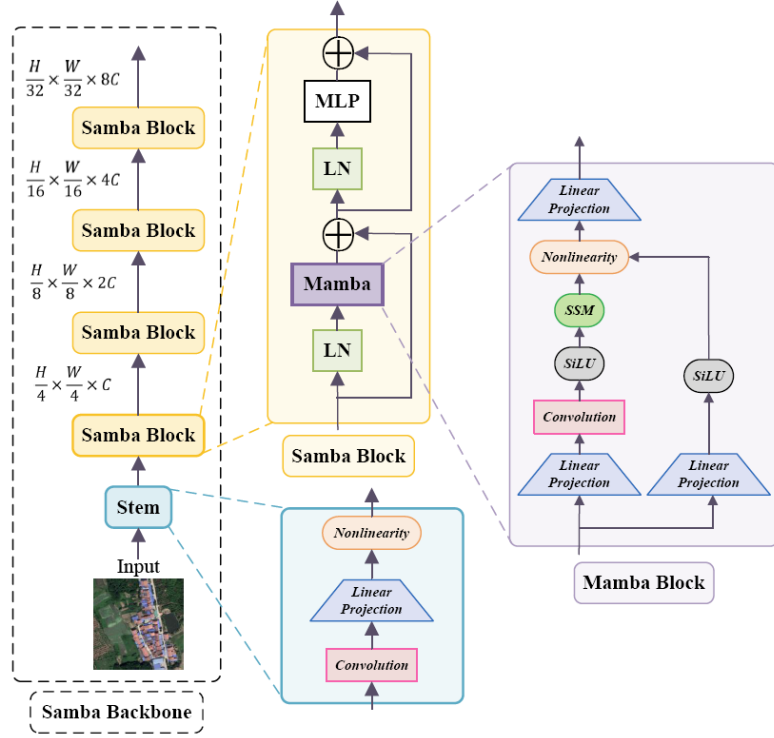 H/32 × W/32 × 8C
Samba Block
H/16 × W/16 × 4C
Samba Block
H/8 × W/8 × 2C
Samba Block
H/4 × W/4 × C
Samba Block
Stem
Input
Samba Backbone
MLP
LN
Mamba
LN
Samba Block
Nonlinearity
Linear
Projection
Convolution
Linear
Projection
Nonlinearity
SSM
SiLU
SiLU
Convolution
Linear
Projection
Linear
Projection
Mamba Block